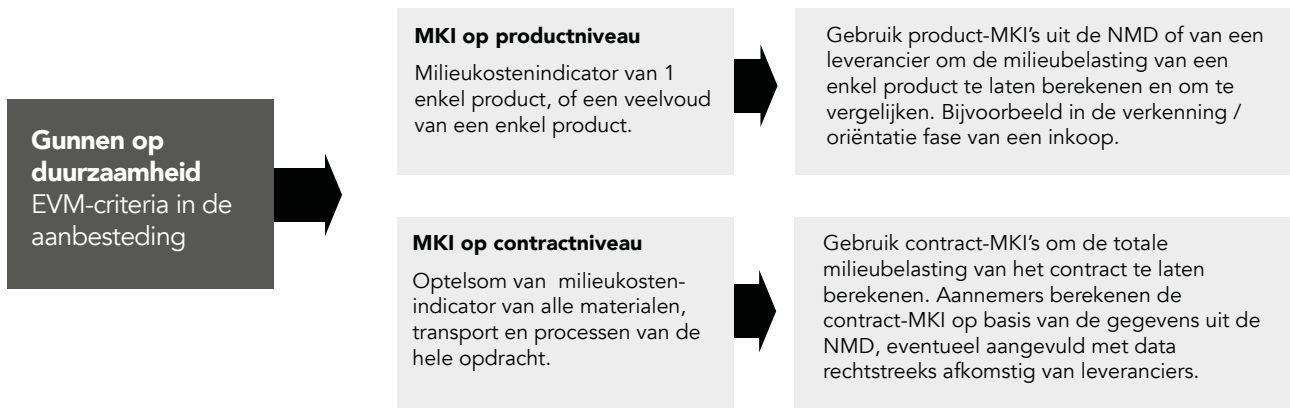 Gunnen op
duurzaamheid
EVM-criteria in de
aanbesteding
MKI op productniveau
Milieukostenindicator van 1
enkel product, of een veelvoud
van een enkel product.
Gebruik product-MKI's uit de NMD of van een
leverancier om de milieubelasting van een
enkel product te laten berekenen en om te
vergelijken. Bijvoorbeeld in de verkenning /
oriëntatie fase van een inkoop.
MKI op contractniveau
Optelsom van milieukosten-
indicator van alle materialen,
transport en processen van de
hele opdracht.
Gebruik contract-MKI's om de totale
milieubelasting van het contract te laten
berekenen. Aannemers berekenen de
contract-MKI op basis van de gegevens uit de
NMD, eventueel aangevuld met data
rechtstreeks afkomstig van leveranciers.